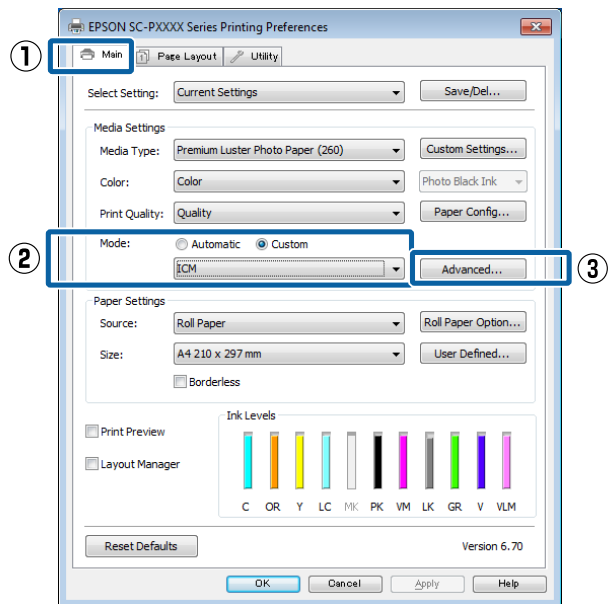 EPSON SC-PXXXX Series Printing Preferences
① Main Page Layout Utility
Select Setting: Current Settings Save/Del...
Media Settings
Media Type: Premium Luster Photo Paper (260) Custom Settings...
Color: Color Photo Black Ink
Print Quality: Quality Paper Config...
Mode: Automatic Custom
② ICM Advanced... ③
Paper Settings
Source: Roll Paper Roll Paper Option...
Size: A4 210 x 297 mm User Defined...
Borderless
Ink Levels
Print Preview
Layout Manager
C OR Y LC MK PK VM LK GR V VLM
Reset Defaults Version 6.70
OK Cancel Apply Help